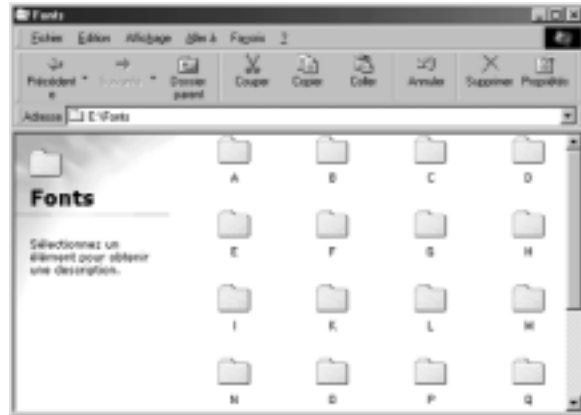 Fonts
Fichier Edition Affichage Aller à Favoris ?
Précédent Suivante Dossier parent Couper Copier Coller Annuler Supprimer Propriétés
Adresse E:\Fonts
Fonts
Sélectionnez un
élément pour obtenir
une description.
A B C D
E F G H
I K L M
N O P Q